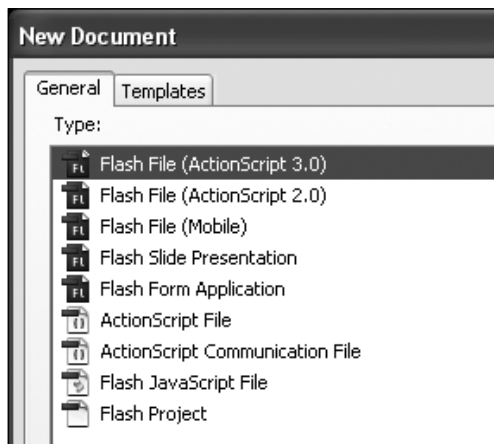 New Document
General Templates
Type:
Flash File (ActionScript 3.0)
Flash File (ActionScript 2.0)
Flash File (Mobile)
Flash Slide Presentation
Flash Form Application
ActionScript File
ActionScript Communication File
Flash JavaScript File
Flash Project